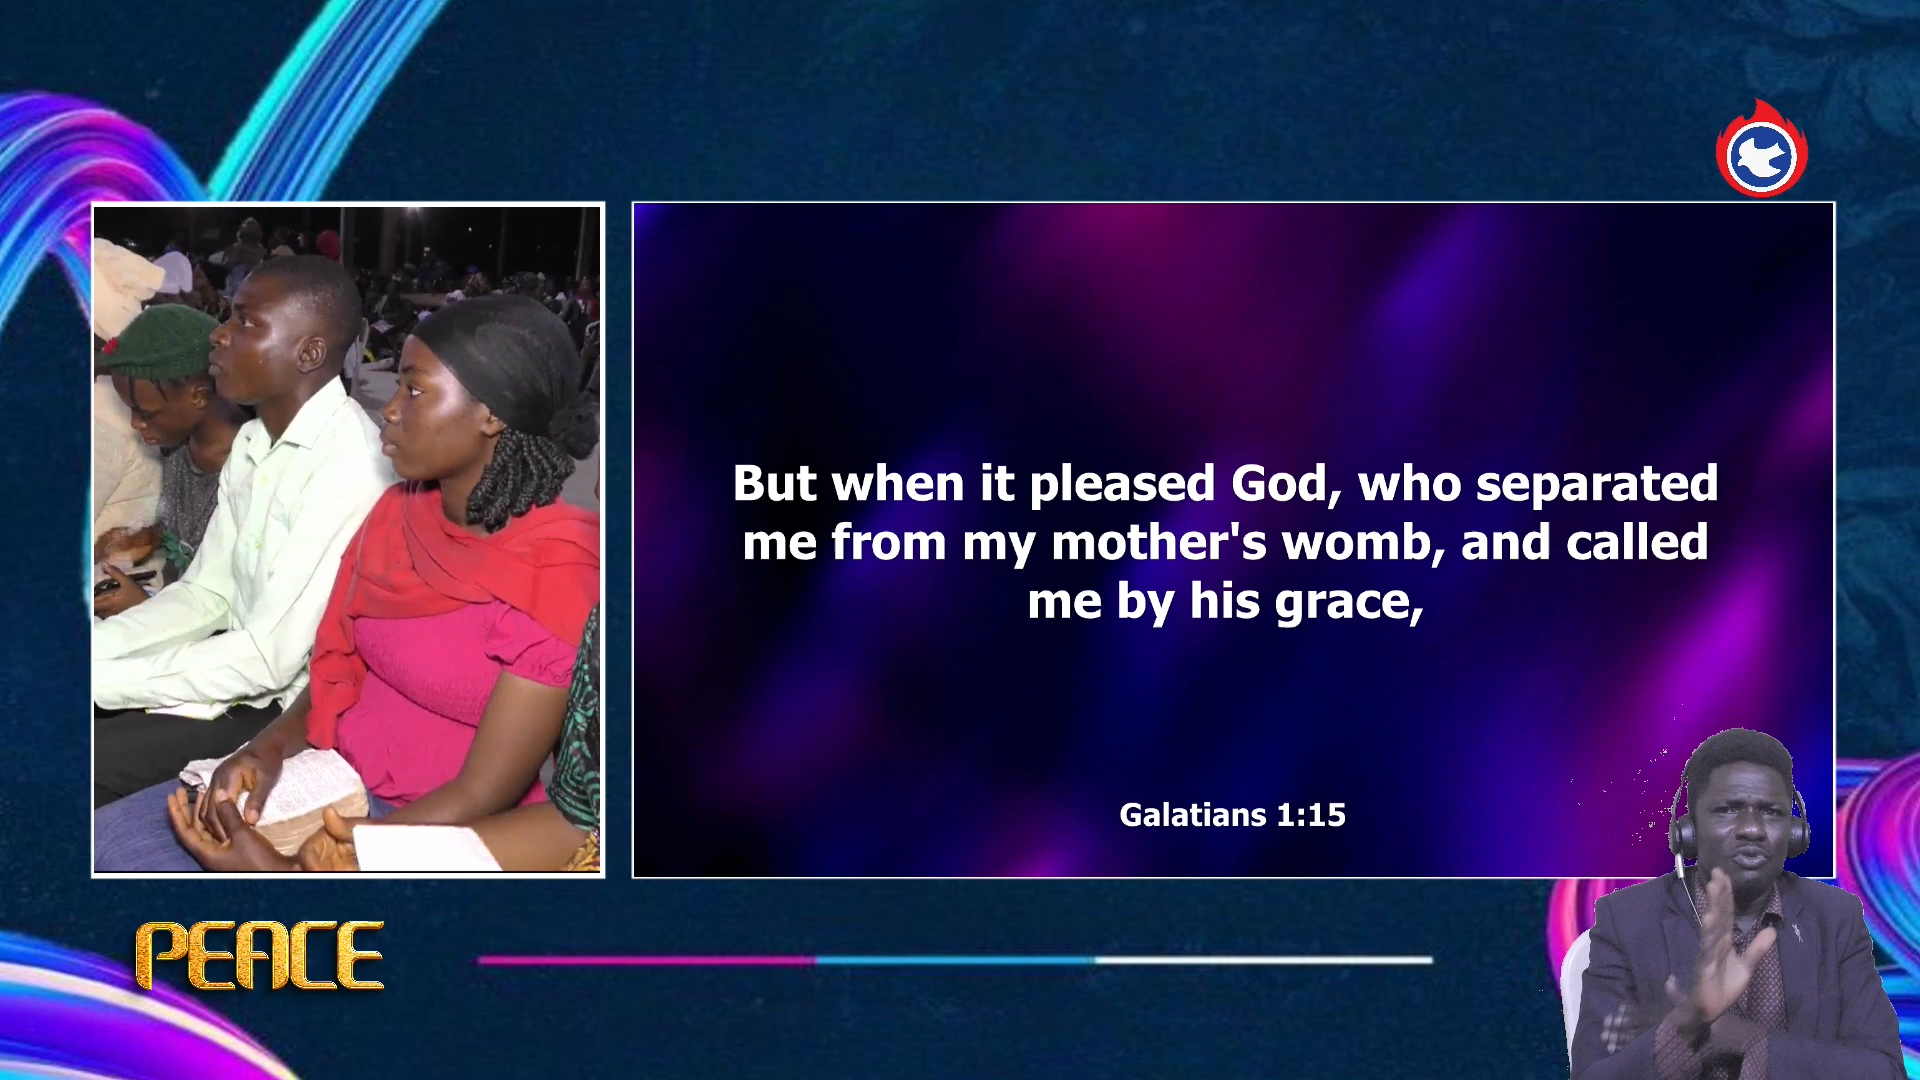 But when it pleased God, who separated
me from my mother's womb, and called
me by his grace,
Galatians 1:15
PEACE